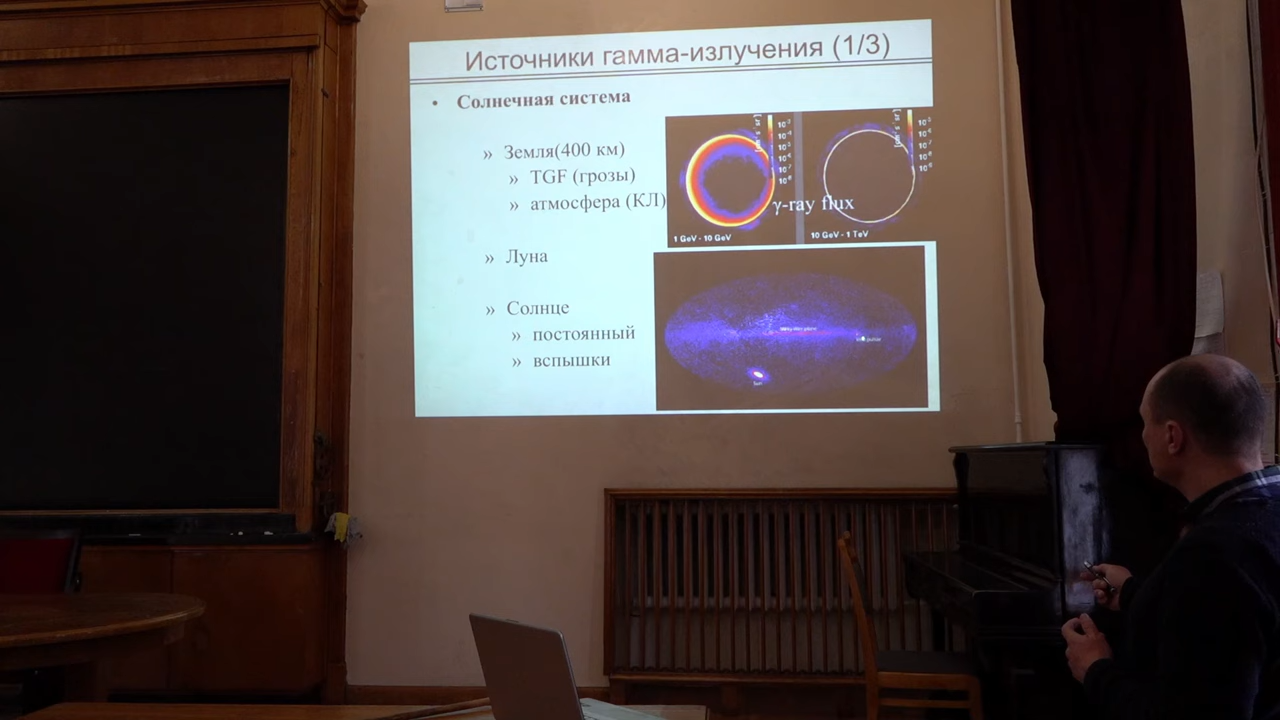 Источники гамма-излучения (1/3)
• Солнечная система
» Земля(400 км)
» TGF (грозы)
» атмосфера (КЛ)
» Луна
» Солнце
» постоянный
» вспышки
γ-ray flux
1 GeV - 10 GeV
10 GeV - 1 TeV
Sun